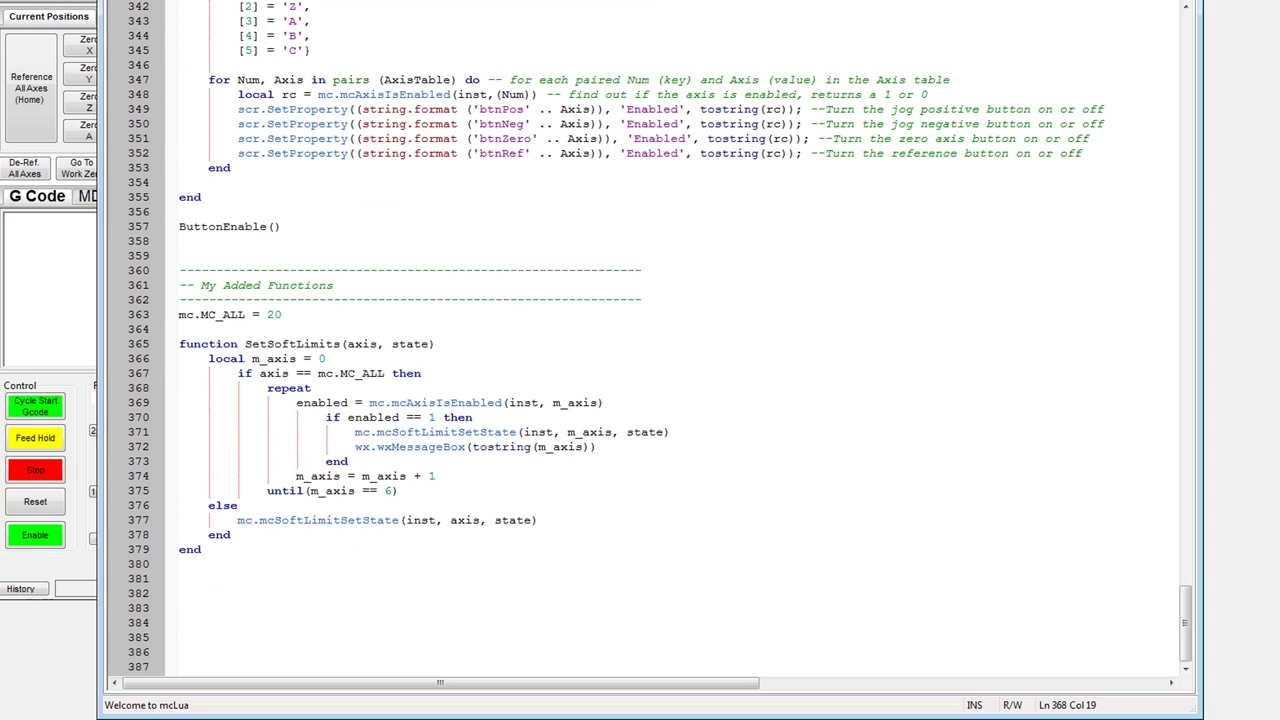 Current Positions
Zero
X
Reference
All Axes
(Home)
Zero
Y
Zero
Z
Zero
A
De-Ref.
All Axes
Go To
Work Zero
G Code
MD
Control
Cycle Start
Gcode
Feed Hold
Stop
Reset
Enable
History
342 [2] = 'Z',
343 [3] = 'A',
344 [4] = 'B',
345 [5] = 'C'}
346
347 for Num, Axis in pairs (AxisTable) do -- for each paired Num (key) and Axis (value) in the Axis table
348 local rc = mc.mcAxisIsEnabled(inst,(Num)) -- find out if the axis is enabled, returns a 1 or 0
349 scr.SetProperty((string.format ('btnPos' .. Axis)), 'Enabled', tostring(rc)); --Turn the jog positive button on or off
350 scr.SetProperty((string.format ('btnNeg' .. Axis)), 'Enabled', tostring(rc)); --Turn the jog negative button on or off
351 scr.SetProperty((string.format ('btnZero' .. Axis)), 'Enabled', tostring(rc)); --Turn the zero axis button on or off
352 scr.SetProperty((string.format ('btnRef' .. Axis)), 'Enabled', tostring(rc)); --Turn the reference button on or off
353 end
354
355 end
356
357 ButtonEnable()
358
359
360 ---------------------------------------------------------------
361 -- My Added Functions
362 ---------------------------------------------------------------
363 mc.MC_ALL = 20
364
365 function SetSoftLimits(axis, state)
366 local m_axis = 0
367 if axis == mc.MC_ALL then
368 repeat
369 enabled = mc.mcAxisIsEnabled(inst, m_axis)
370 if enabled == 1 then
371 mc.mcSoftLimitSetState(inst, m_axis, state)
372 wx.wxMessageBox(tostring(m_axis))
373 end
374 m_axis = m_axis + 1
375 until(m_axis == 6)
376 else
377 mc.mcSoftLimitSetState(inst, axis, state)
378 end
379 end
380
381
382
383
384
385
386
387
Welcome to mcLua
INS
R/W
Ln 368 Col 19